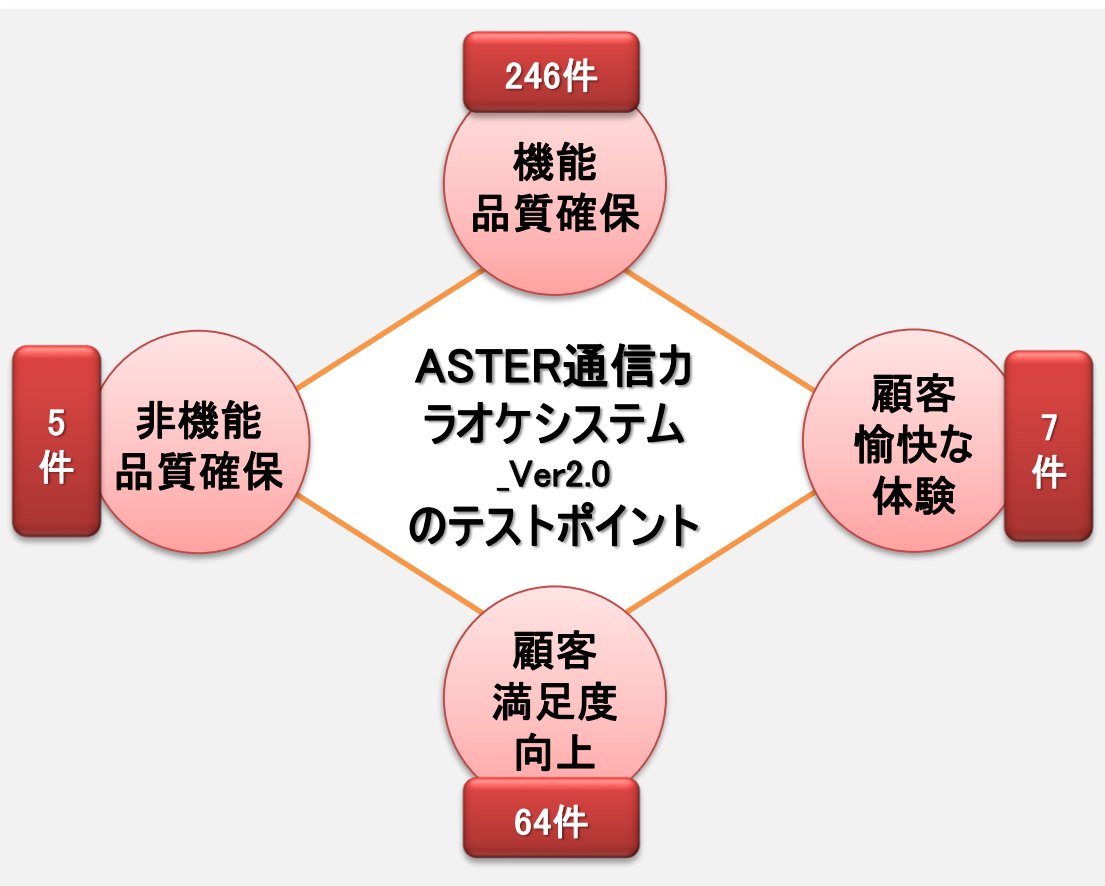 246件
機能
品質確保
ASTER通信カ
ラオケシステム
_Ver2.0
のテストポイント
5
件
非機能
品質確保
顧客
愉快な
体験
7
件
顧客
満足度
向上
64件